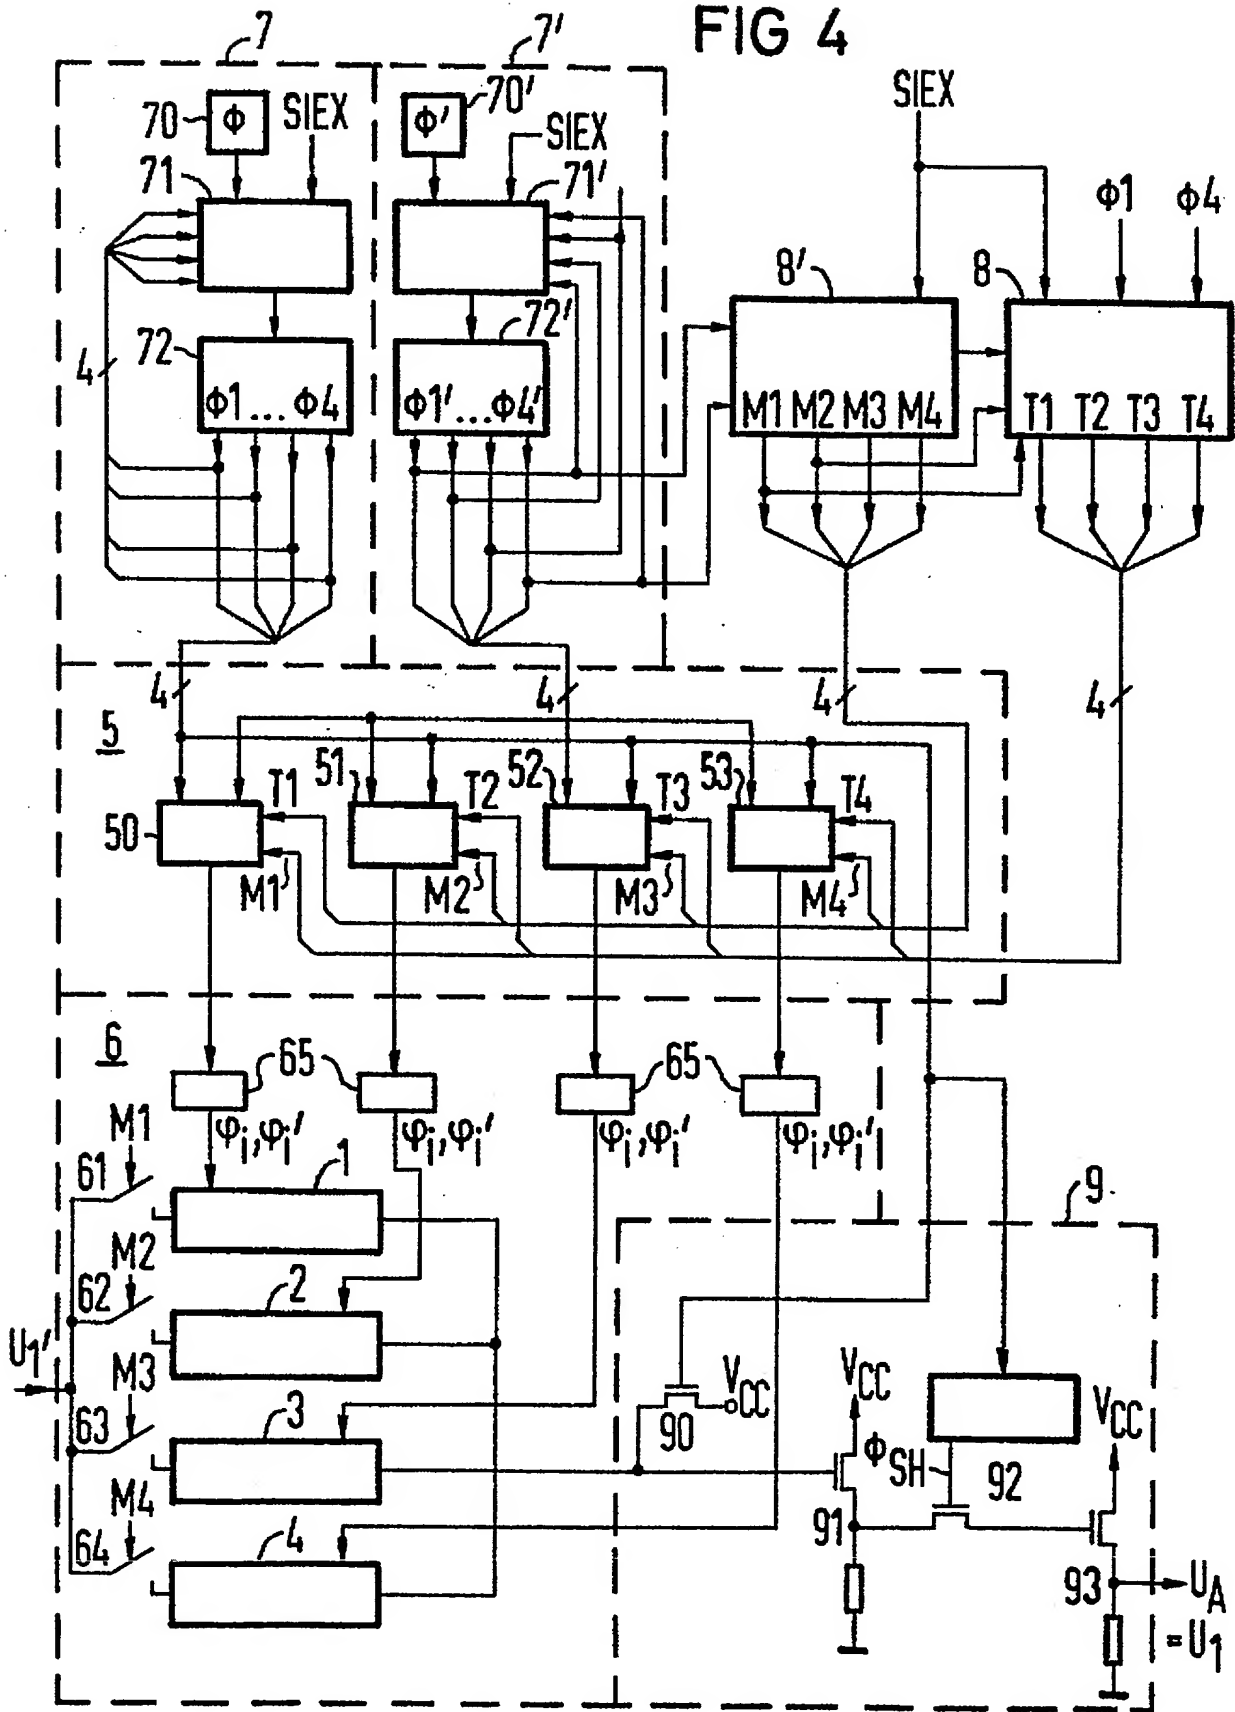 FIG 4
7
7'
70
Φ
SIEX
Φ'
70'
SIEX
SIEX
71
71'
Φ1
Φ4
8'
8
72
72'
4
Φ1...Φ4
Φ1'...Φ4'
M1 M2 M3 M4
T1 T2 T3 T4
4
4
4
4
5
51
52
53
T1
T2
T3
T4
50
M1
M2
M3
M4
6
65
65
M1
φi,φi'
φi,φi'
φi,φi'
φi,φi'
61
1
9
M2
62
2
U1'
M3
VCC
VCC
63
3
90
VCC
ΦSH
92
M4
91
64
4
93
UA
= U1